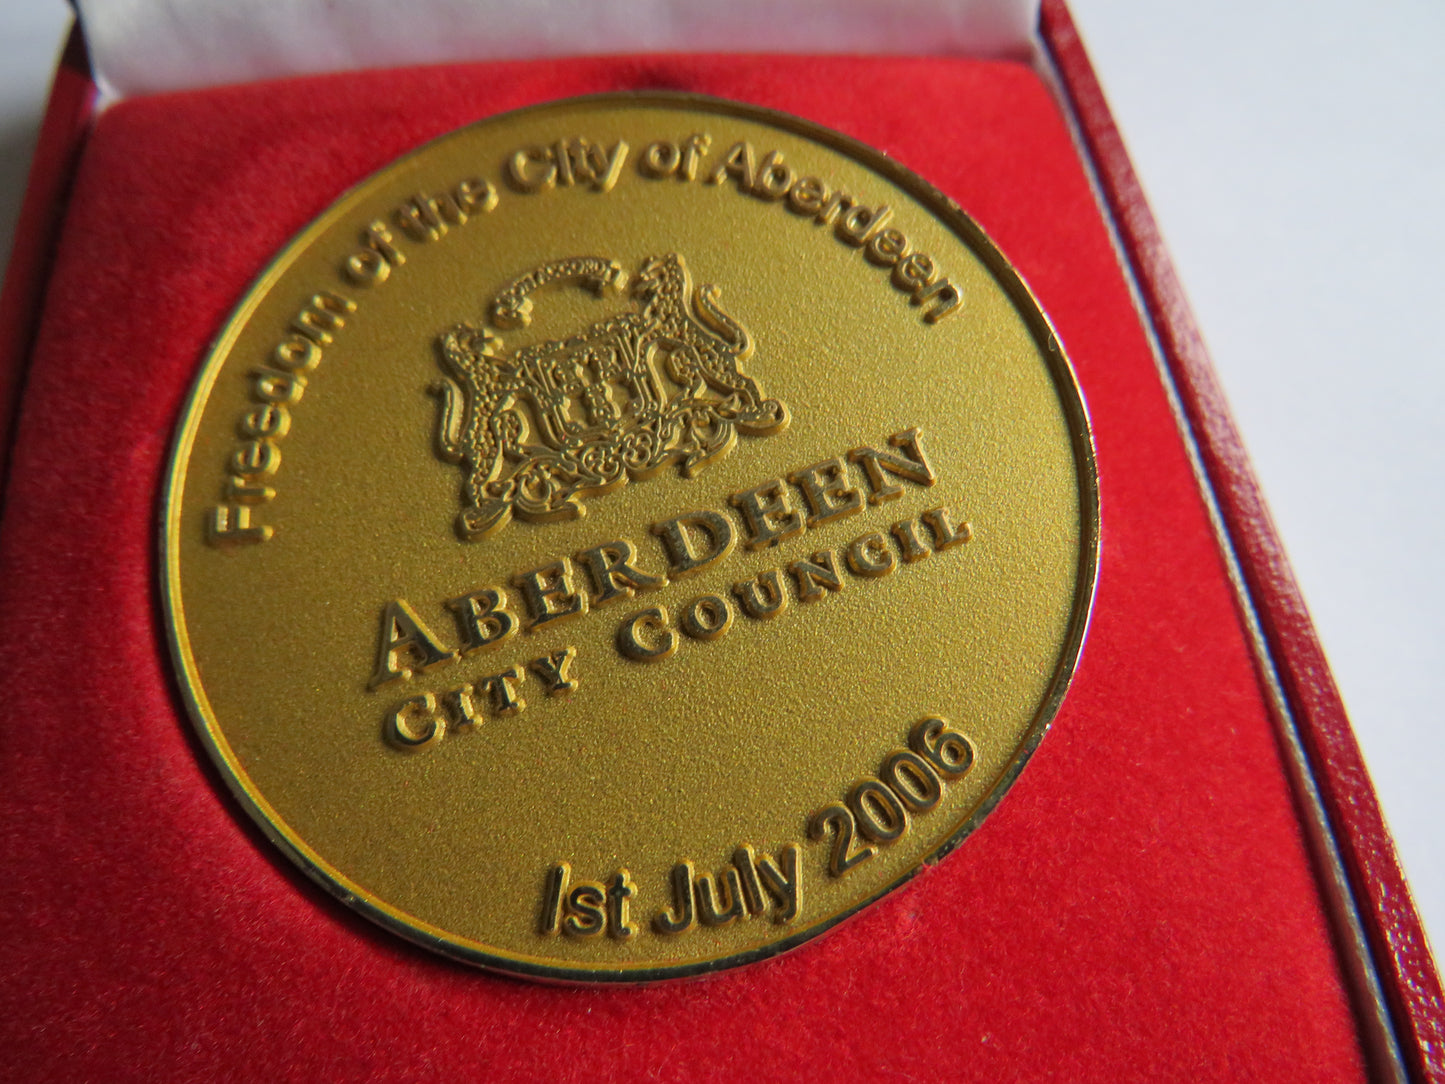 Freedom of the City of Aberdeen
ABERDEEN
CITY COUNCIL
1st July 2006